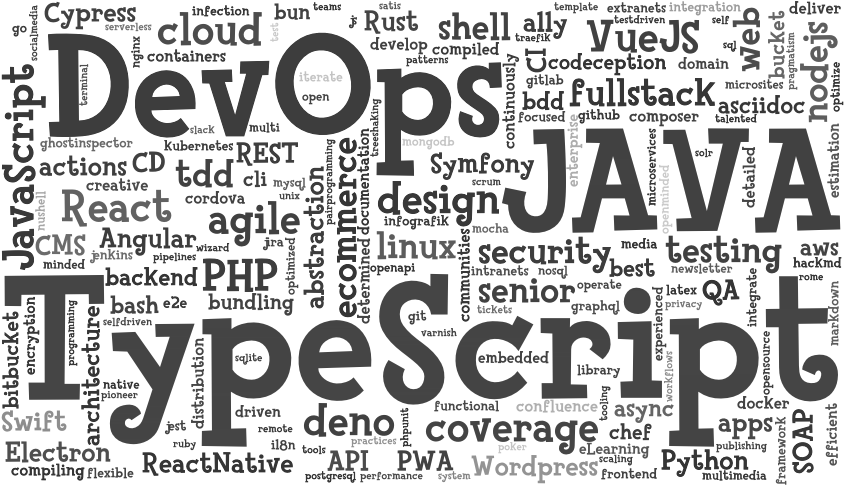 Cypress
infection
bun
teams
satis
template
extranets
integration
deliver
go
socialmedia
serverless
cloud
test
js
Rust
shell
ally
testdriven
self
web
bucket
nodejs
nginx
containers
develop
compiled
traefik
VueJS
sql
pragmatism
optimize
DevOps
terminal
iterate
open
patterns
continuously
CI
codeception
domain
gitlab
microsites
JavaScript
bdd
fullstack
asciidoc
slack
multi
treeshaking
focused
github
composer
talented
ghostinspector
kubernetes
REST
mongodb
enterprise
JAVA
microservices
solr
detailed
estimation
actions
CD
tdd
cli
mysql
pairprogramming
ecommerce
documentation
Symfony
scrum
openminded
creative
cordova
unix
abstraction
design
nushell
React
agile
infografik
mocha
CMS
Angular
wizard
jira
optimized
linux
communities
security
media
testing
aws
minded
jenkins
pipelines
determined
openapi
intranets
nosql
best
newsletter
hacKmd
backend
PHP
senior
operate
latex
QA
rome
bash
e2e
bundling
git
tickets
graphql
privacy
integrate
markdown
bitbucket
encryption
TypeScript
programming
selfdriven
varnish
experienced
architecture
distribution
sqlite
embedded
opensource
native
pioneer
library
workflows
Swift
driven
deno
phpunit
functional
confluence
tooling
async
docker
jest
remote
coverage
chef
apps
SOAP
efficient
Electron
ruby
i18n
tools
practices
poker
eLearning
publishing
framework
compiling
flexible
ReactNative
API
PWA
Wordpress
scaling
Python
postgresql
performance
system
frontend
multimedia